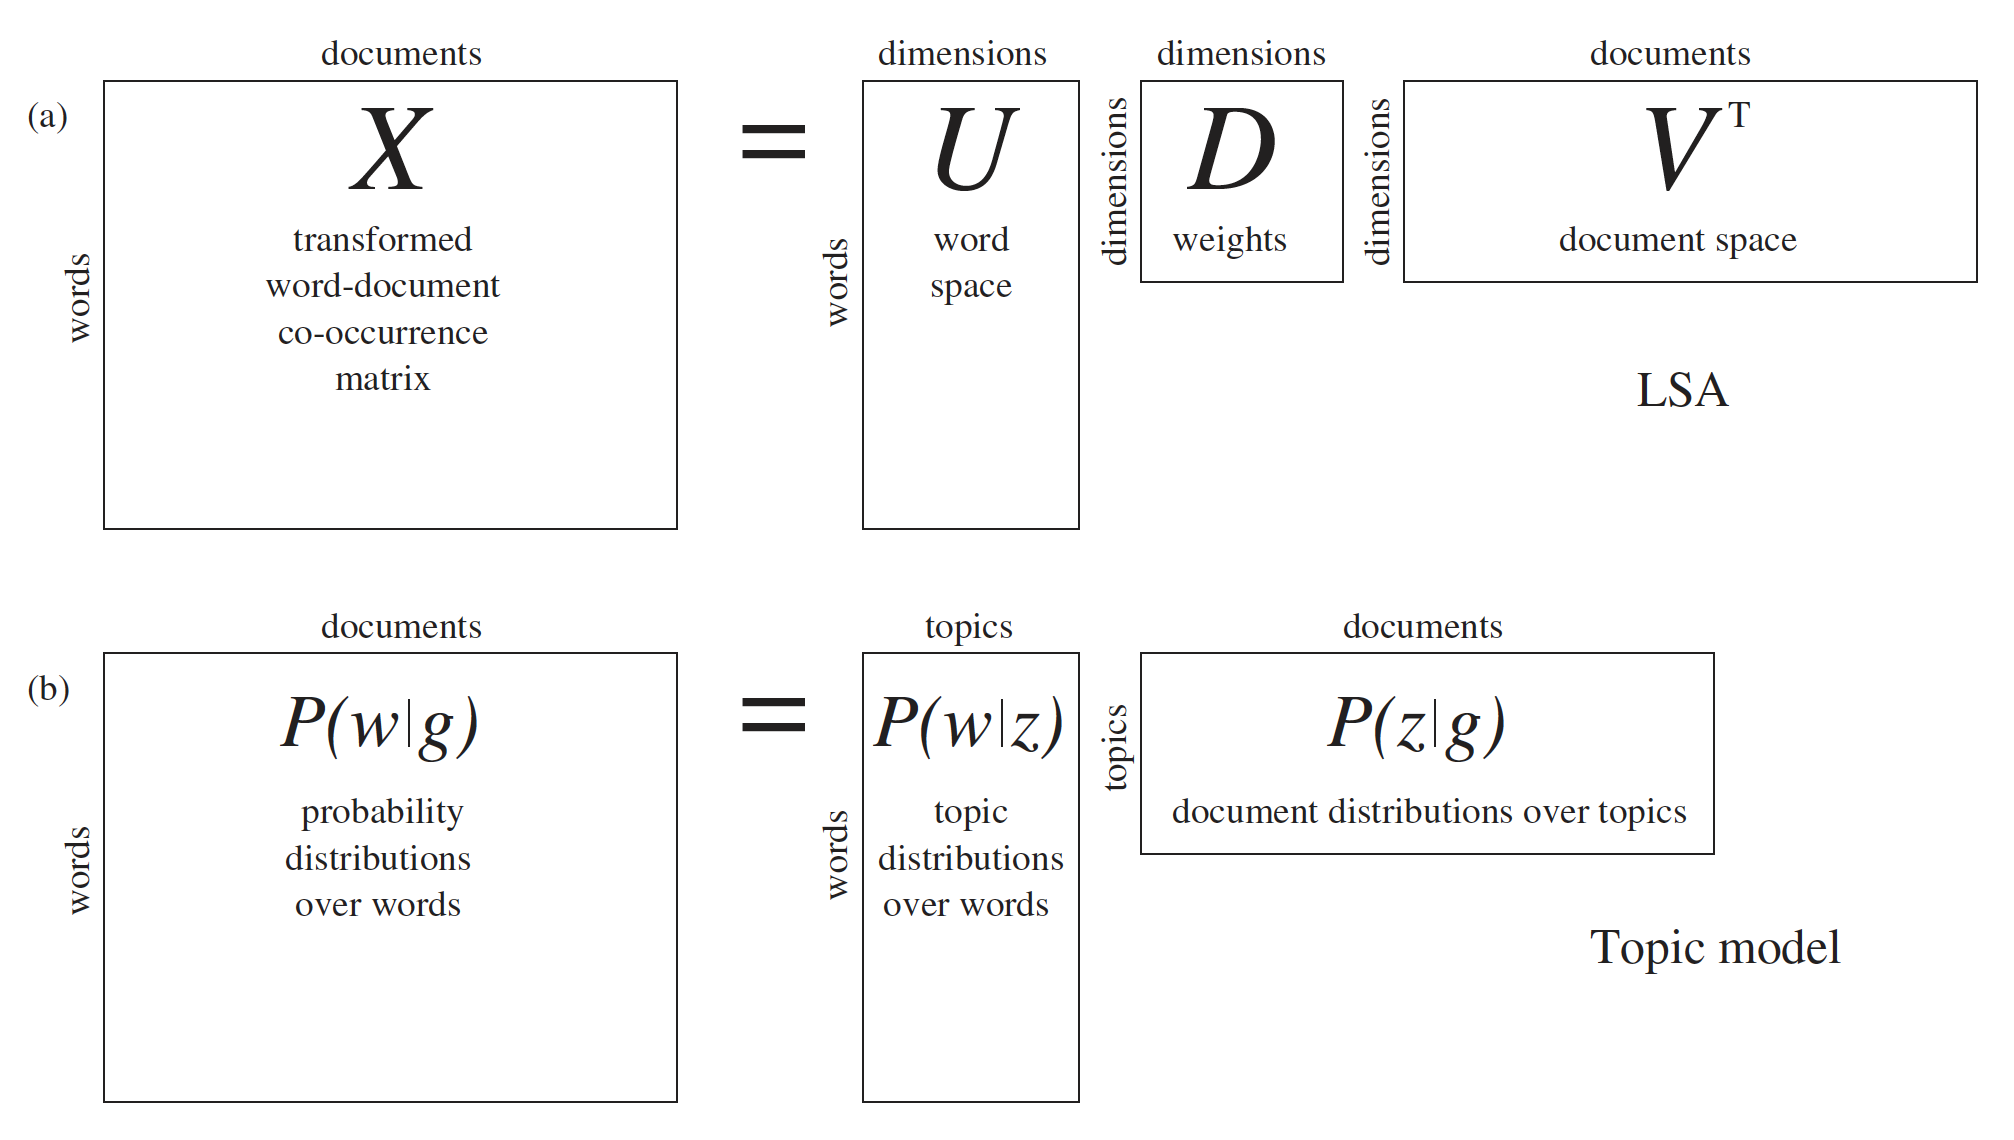 documents
dimensions
dimensions
documents
(a)
words
X
transformed
word-document
co-occurrence
matrix
=
words
U
word
space
dimensions
D
weights
dimensions
V^T
document space
LSA
documents
topics
documents
(b)
words
P(w|g)
probability
distributions
over words
=
words
P(w|z)
topic
distributions
over words
topics
P(z|g)
document distributions over topics
Topic model